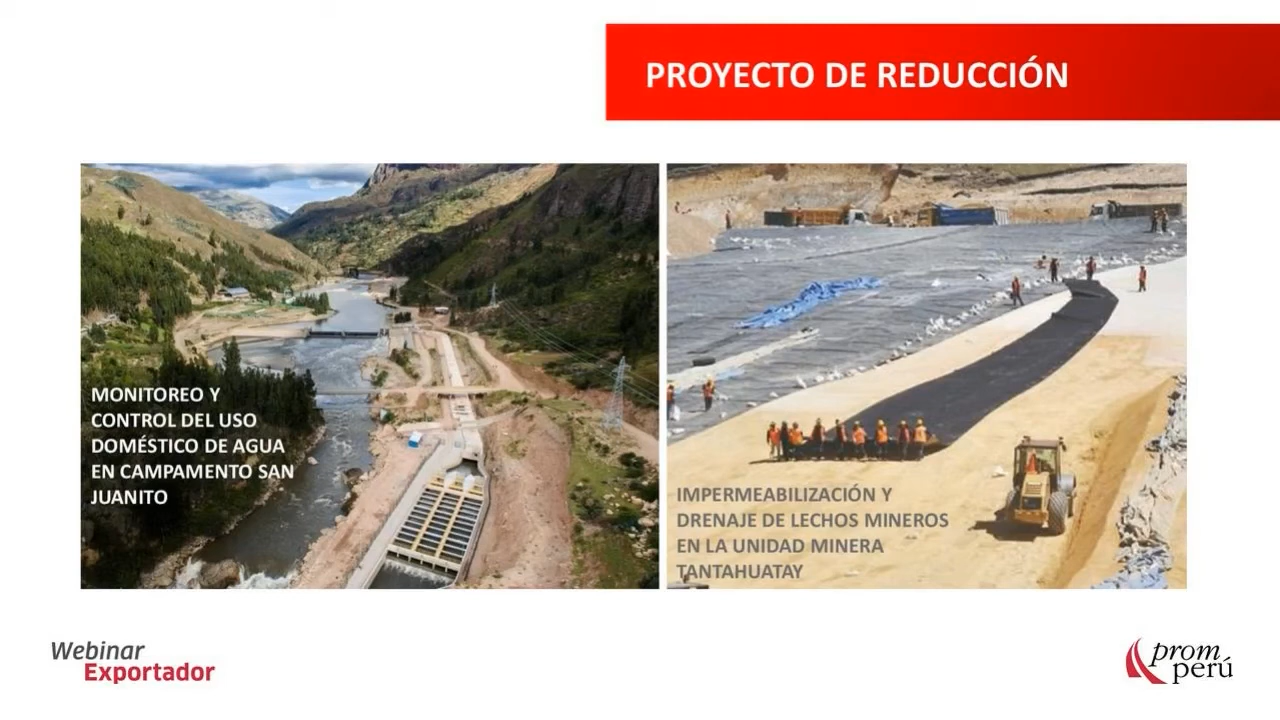 PROYECTO DE REDUCCIÓN
MONITOREO Y
CONTROL DEL USO
DOMÉSTICO DE AGUA
EN CAMPAMENTO SAN
JUANITO
IMPERMEABILIZACIÓN Y
DRENAJE DE LECHOS MINEROS
EN LA UNIDAD MINERA
TANTAHUATAY
Webinar
Exportador
prom
perú